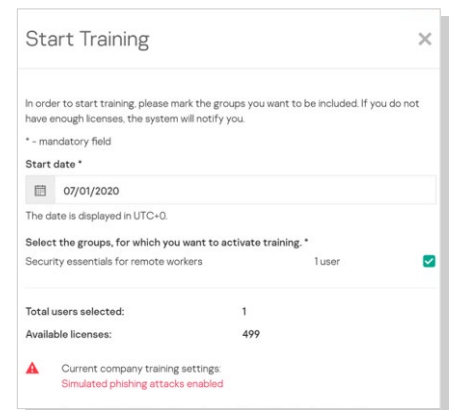 Start Training
In order to start training, please mark the groups you want to be included. If you do not
have enough licenses, the system will notify you.
* - mandatory field
Start date *
07/01/2020
The date is displayed in UTC+0.
Select the groups, for which you want to activate training. *
Security essentials for remote workers 1 user
Total users selected: 1
Available licenses: 499
Current company training settings:
Simulated phishing attacks enabled